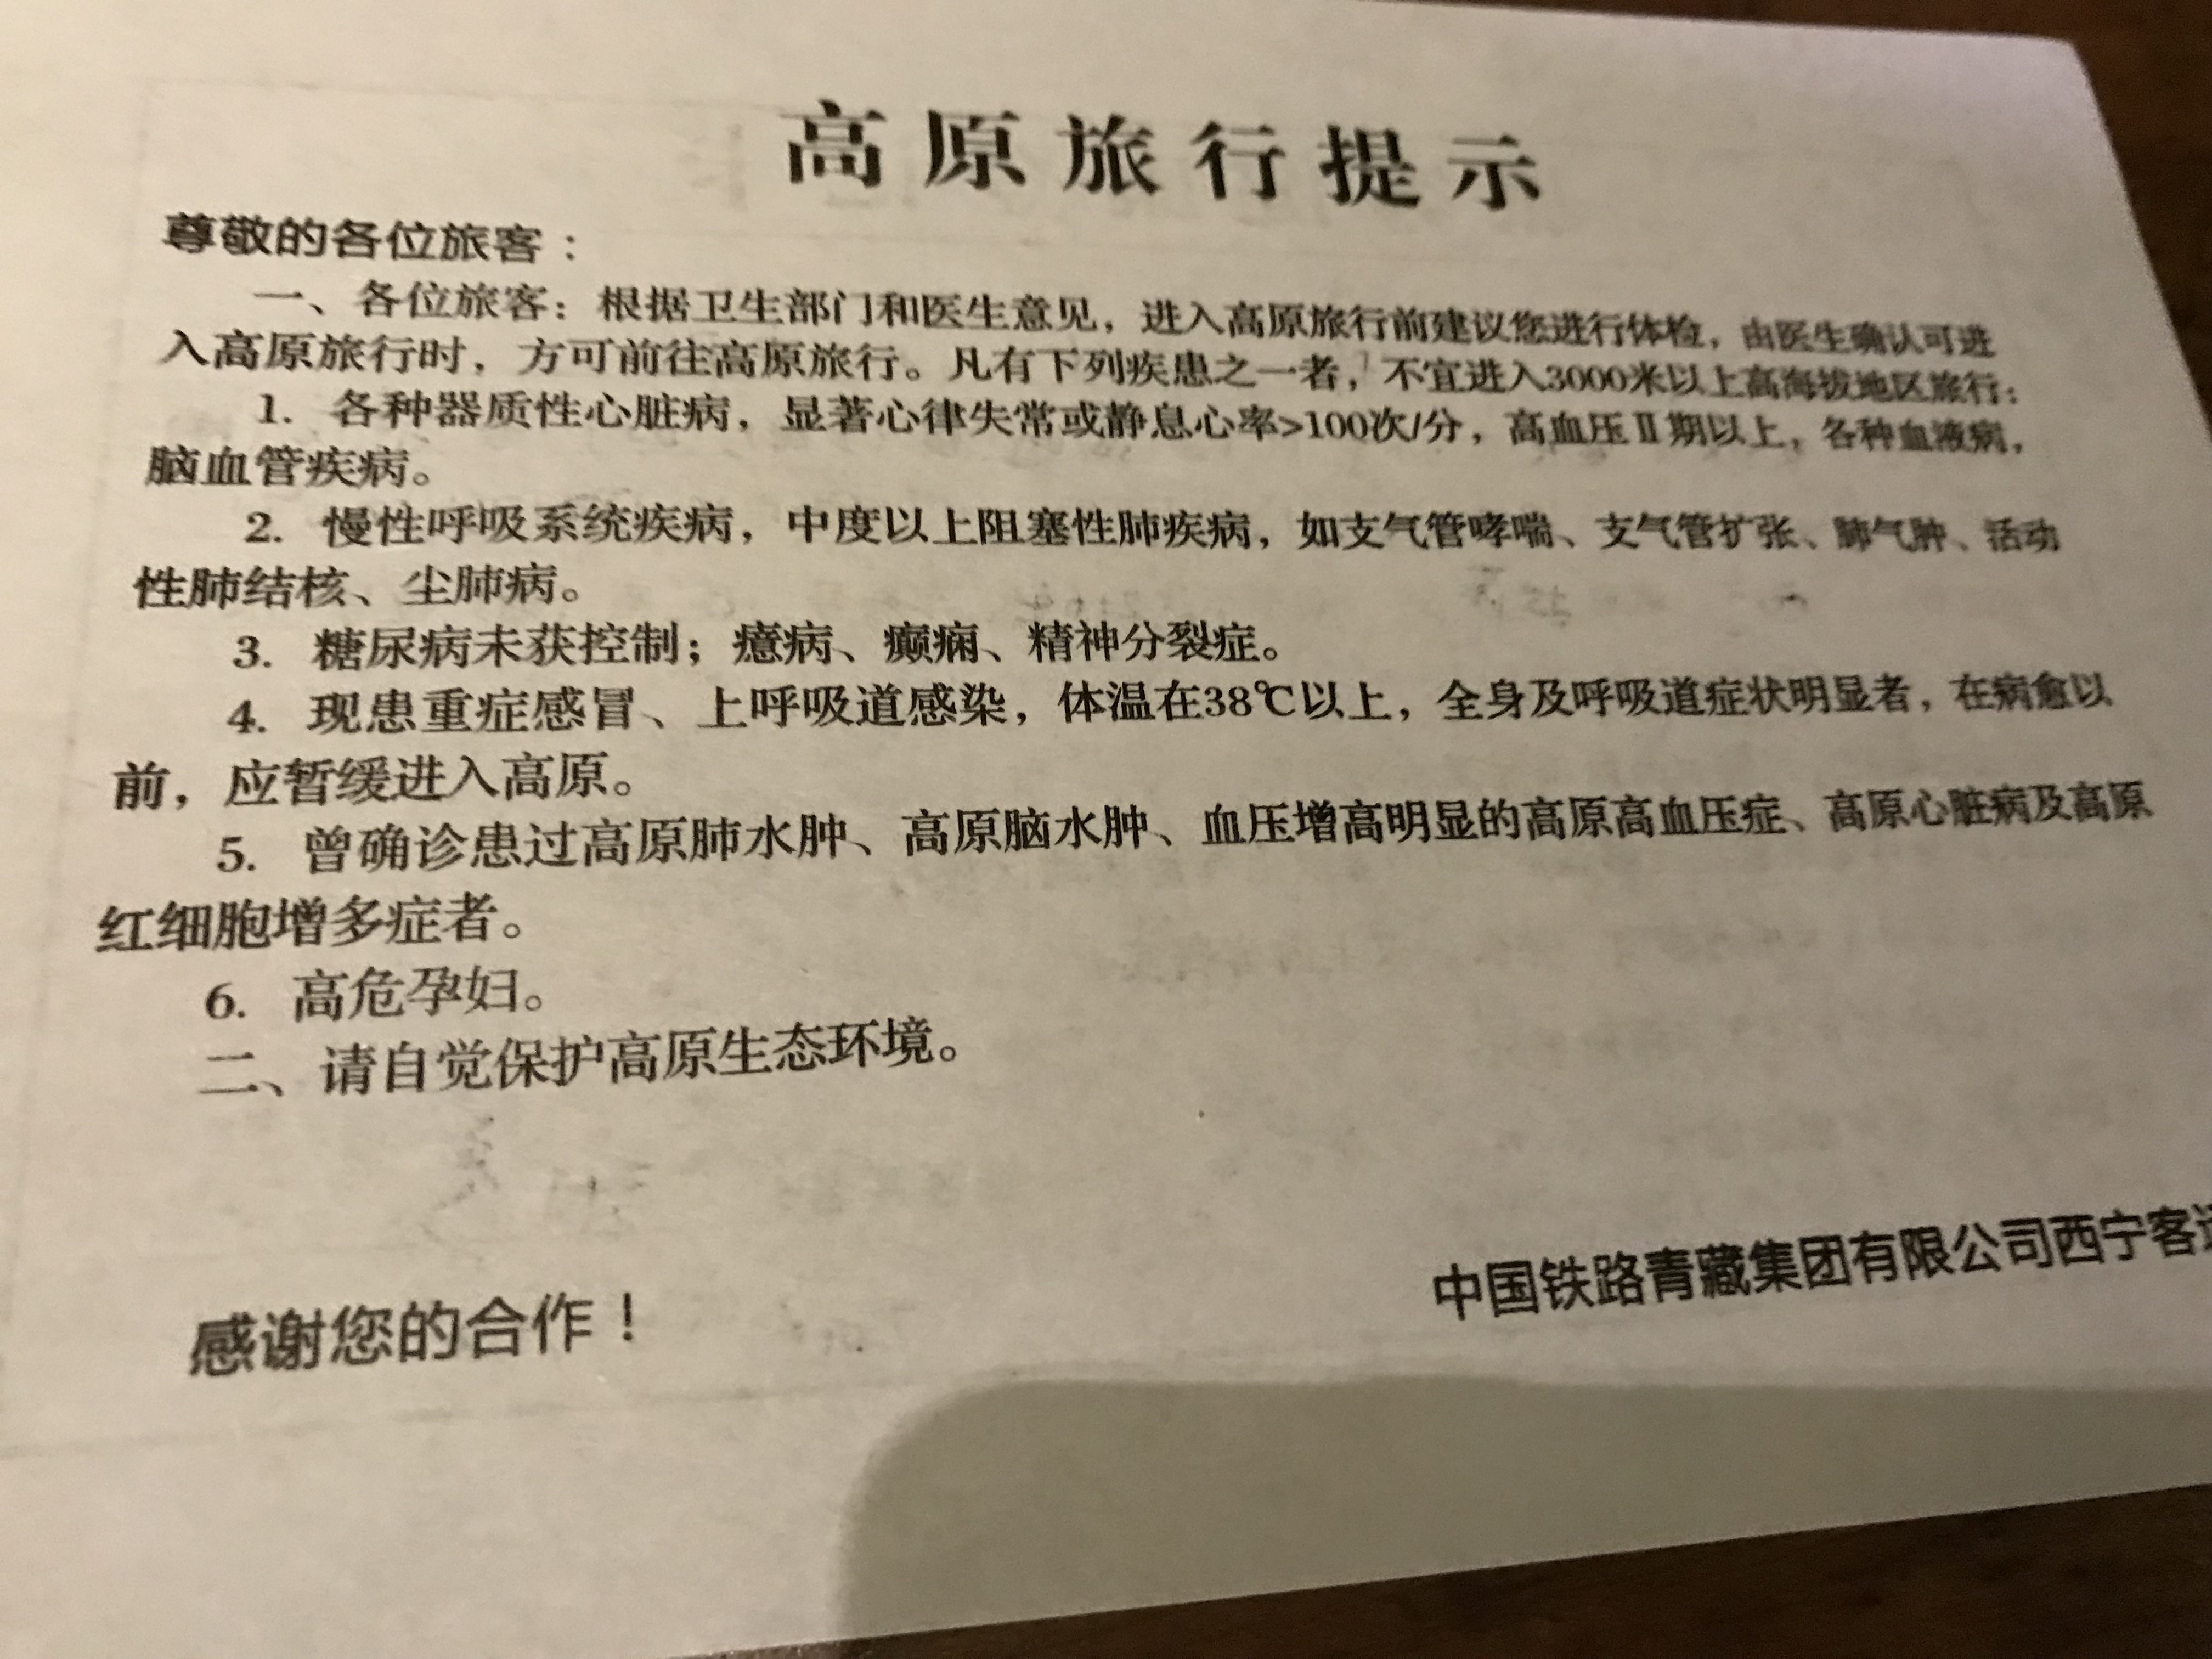 高原旅行提示
尊敬的各位旅客：
一、各位旅客：根据卫生部门和医生意见，进入高原旅行前建议您进行体检，由医生确认可进
入高原旅行时，方可前往高原旅行。凡有下列疾患之一者，不宜进入3000米以上高海拔地区旅行：
1. 各种器质性心脏病，显著心律失常或静息心率>100次/分，高血压Ⅱ期以上，各种血液病，
脑血管疾病。
2. 慢性呼吸系统疾病，中度以上阻塞性肺疾病，如支气管哮喘、支气管扩张、肺气肿、活动
性肺结核、尘肺病。
3. 糖尿病未获控制；癔病、癫痫、精神分裂症。
4. 现患重症感冒、上呼吸道感染，体温在38℃以上，全身及呼吸道症状明显者，在病愈以
前，应暂缓进入高原。
5. 曾确诊患过高原肺水肿、高原脑水肿、血压增高明显的高原高血压症、高原心脏病及高原
红细胞增多症者。
6. 高危孕妇。
二、请自觉保护高原生态环境。
感谢您的合作！
中国铁路青藏集团有限公司西宁客